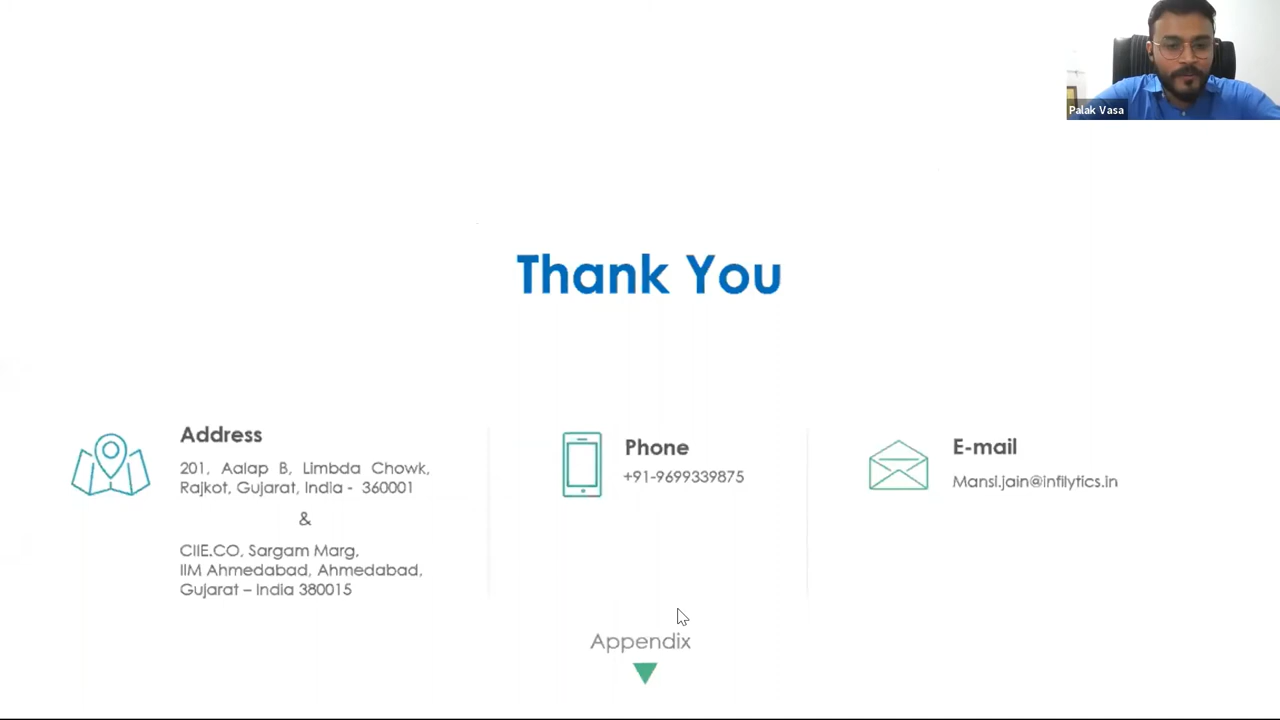 Palak Vasa
Thank You
Address
201, Aalap B, Limbda Chowk,
Rajkot, Gujarat, India - 360001
&
CIIE.CO, Sargam Marg,
IIM Ahmedabad, Ahmedabad,
Gujarat – India 380015
Phone
+91-9699339875
E-mail
Mansi.jain@infilytics.in
Appendix